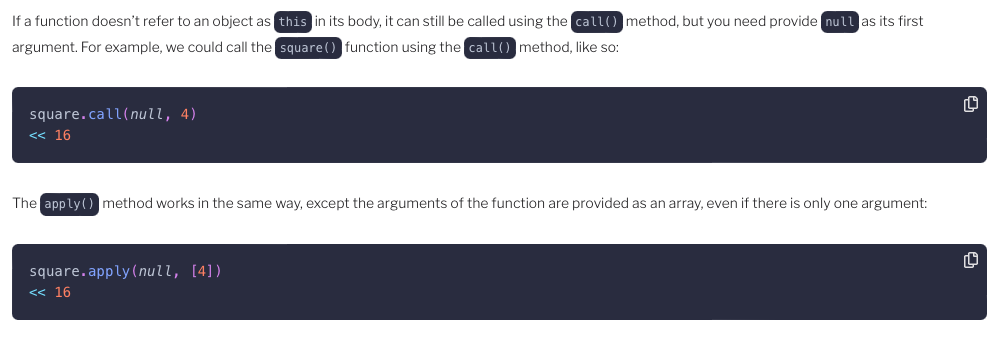 If a function doesn't refer to an object as this in its body, it can still be called using the call() method, but you need provide null as its first
argument. For example, we could call the square() function using the call() method, like so:
square.call(null, 4)
<< 16
The apply() method works in the same way, except the arguments of the function are provided as an array, even if there is only one argument:
square.apply(null, [4])
<< 16